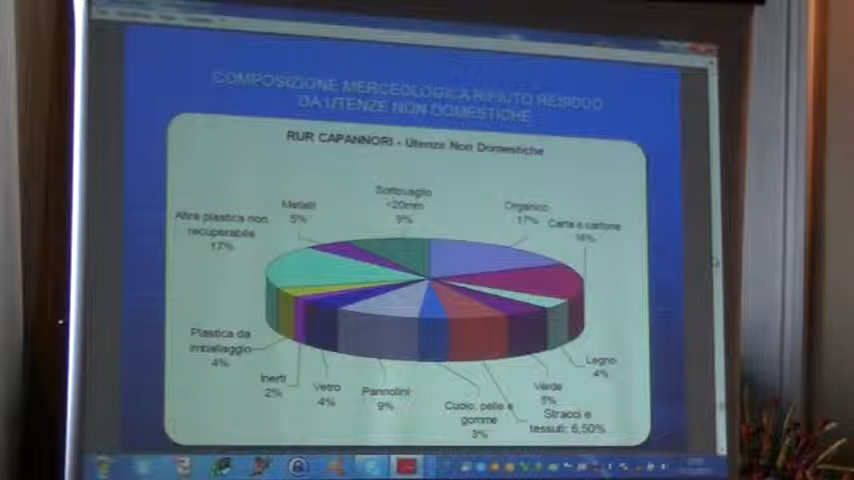 COMPOSIZIONE MERCEOLOGICA RIFIUTO RESIDUO
DA UTENZE NON DOMESTICHE
RUR CAPANNORI - Utenze Non Domestiche
Sottovaglio
<20mm
9%
Metalli
5%
Organico
17%
Carta e cartone
Altra plastica non
recuperabile
17%
Plastica da
imballaggio
4%
Inerti
2%
Vetro
4%
Pannolini
9%
Cuoio, pelle e
gomme
3%
Stracci e
tessuti; 6,50%
Verde
Legno
4%